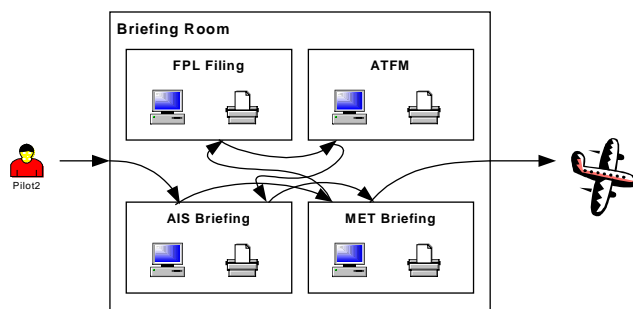 Briefing Room
FPL Filing
ATFM
Pilot2
AIS Briefing
MET Briefing